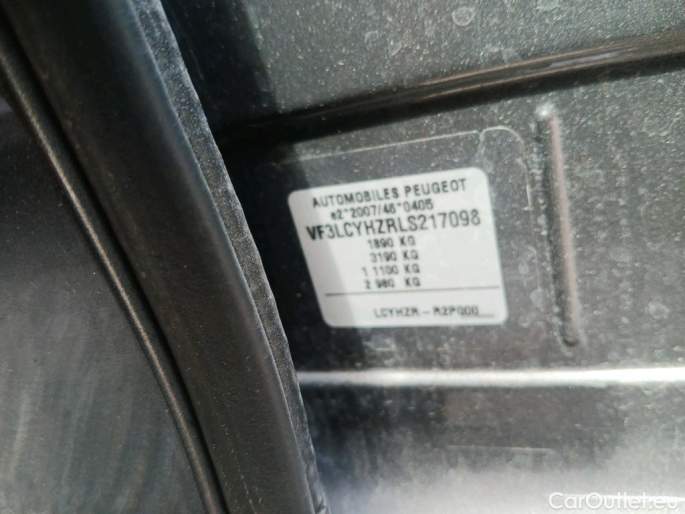 AUTOMOBILES PEUGEOT
e2*2007/46*0405
VF3LCYHZRLS217098
1890 KG
3190 KG
1 1100 KG
2 980 KG
LCYHZR - R2P000
CarOutlet.eu